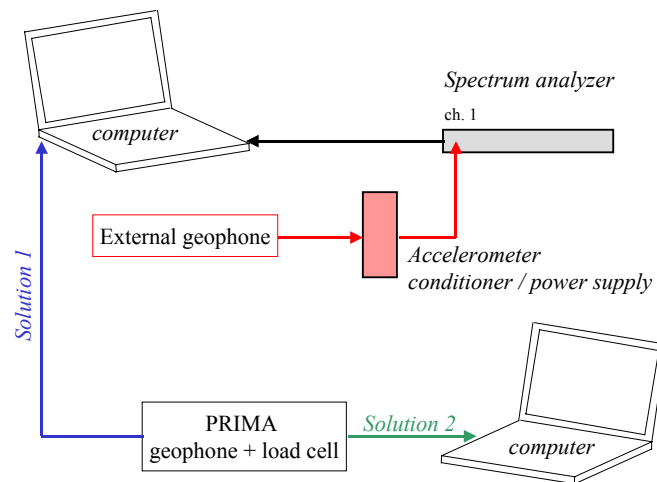 Spectrum analyzer
ch. 1
computer
External geophone
Accelerometer
conditioner / power supply
Solution 1
PRIMA
geophone + load cell
Solution 2
computer